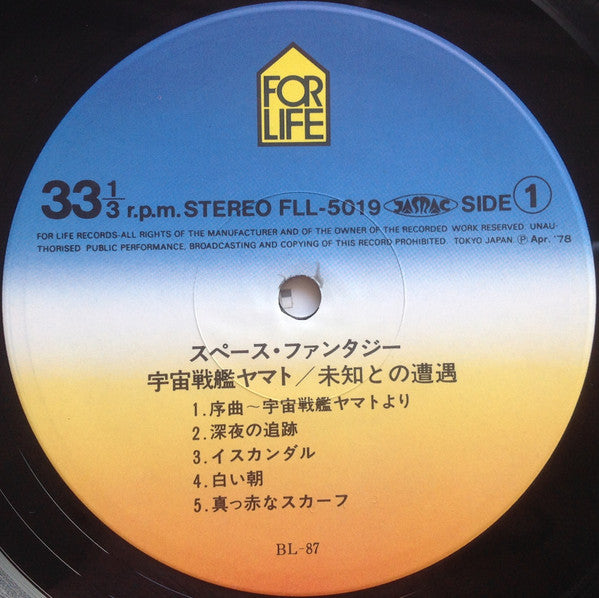 FOR
LIFE
33 1/3 r.p.m. STEREO FLL-5019 JASRAC SIDE 1
FOR LIFE RECORDS-ALL RIGHTS OF THE MANUFACTURER AND OF THE OWNER OF THE RECORDED WORK RESERVED. UNAU-
THORISED PUBLIC PERFORMANCE, BROADCASTING AND COPYING OF THIS RECORD PROHIBITED. TOKYO JAPAN. Ⓟ Apr. '78
スペース・ファンタジー
宇宙戦艦ヤマト/未知との遭遇
1.序曲~宇宙戦艦ヤマトより
2.深夜の追跡
3.イスカンダル
4.白い朝
5.真っ赤なスカーフ
BL-87